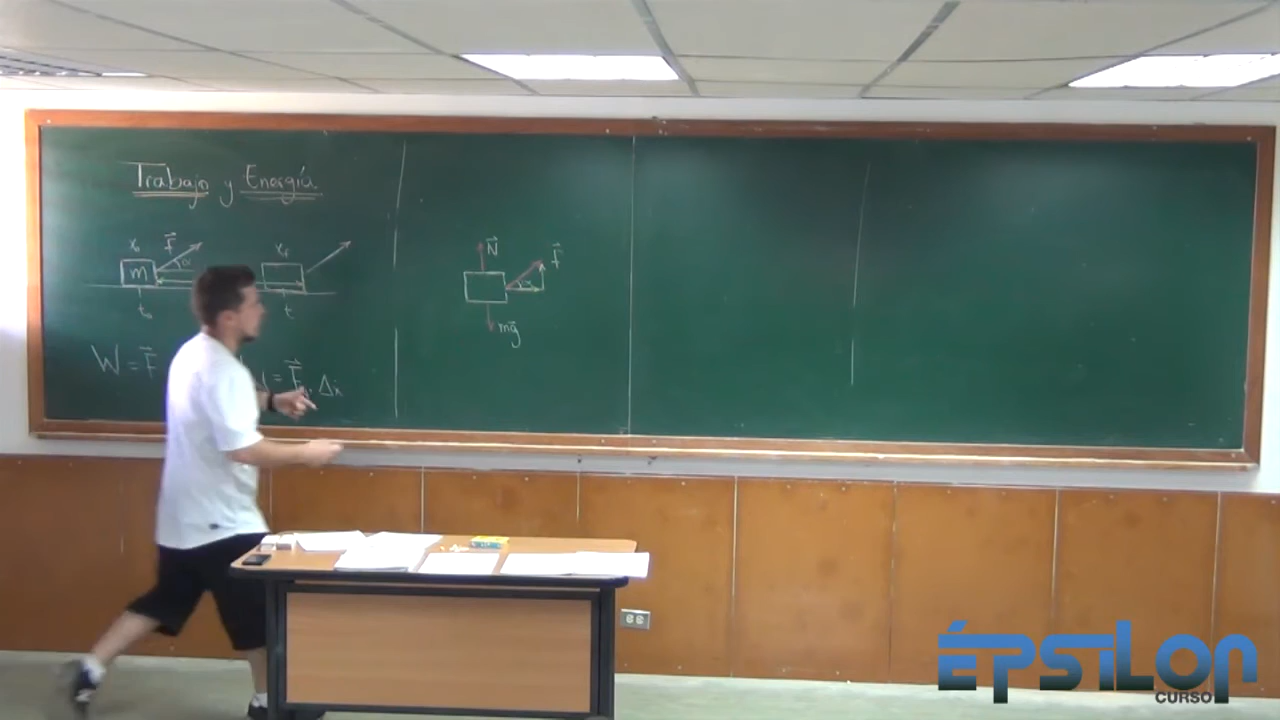 Trabajo y Energía
x₀ F⃗ α x_f
m
t₀ t
W = F⃗
= F⃗ . Δx
N⃗ F⃗
α
mg⃗
ÉPSILON
CURSO